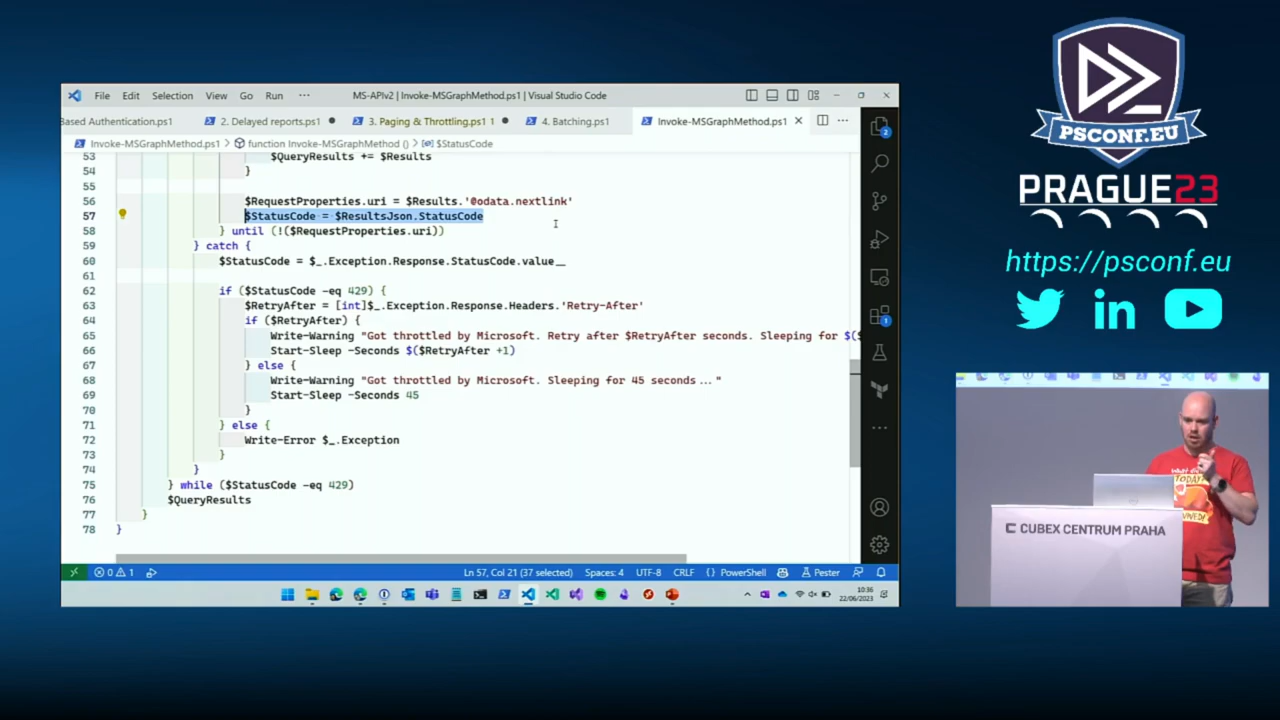 File Edit Selection View Go Run ··· MS-APIv2 | Invoke-MSGraphMethod.ps1 | Visual Studio Code
Based Authentication.ps1 2. Delayed reports.ps1 3. Paging & Throttling.ps1 1 4. Batching.ps1 Invoke-MSGraphMethod.ps1
Invoke-MSGraphMethod.ps1 > function Invoke-MSGraphMethod () > $StatusCode
53 $QueryResults += $Results
54 }
55
56 $RequestProperties.uri = $Results.'@odata.nextlink'
57 $StatusCode = $ResultsJson.StatusCode
58 } until (!($RequestProperties.uri))
59 } catch {
60 $StatusCode = $_.Exception.Response.StatusCode.value__
61
62 if ($StatusCode -eq 429) {
63 $RetryAfter = [int]$_.Exception.Response.Headers.'Retry-After'
64 if ($RetryAfter) {
65 Write-Warning "Got throttled by Microsoft. Retry after $RetryAfter seconds. Sleeping for $(
66 Start-Sleep -Seconds $($RetryAfter +1)
67 } else {
68 Write-Warning "Got throttled by Microsoft. Sleeping for 45 seconds..."
69 Start-Sleep -Seconds 45
70 }
71 } else {
72 Write-Error $_.Exception
73 }
74 }
75 } while ($StatusCode -eq 429)
76 $QueryResults
77 }
78 }
0 1 Ln 57, Col 21 (37 selected) Spaces: 4 UTF-8 CRLF {} PowerShell Pester
10:36
22/06/2023
PSCONF.EU
PRAGUE23
https://psconf.eu
TODAY
CUBEX CENTRUM PRAHA